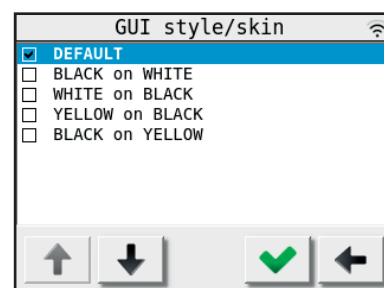 GUI style/skin
DEFAULT
BLACK on WHITE
WHITE on BLACK
YELLOW on BLACK
BLACK on YELLOW